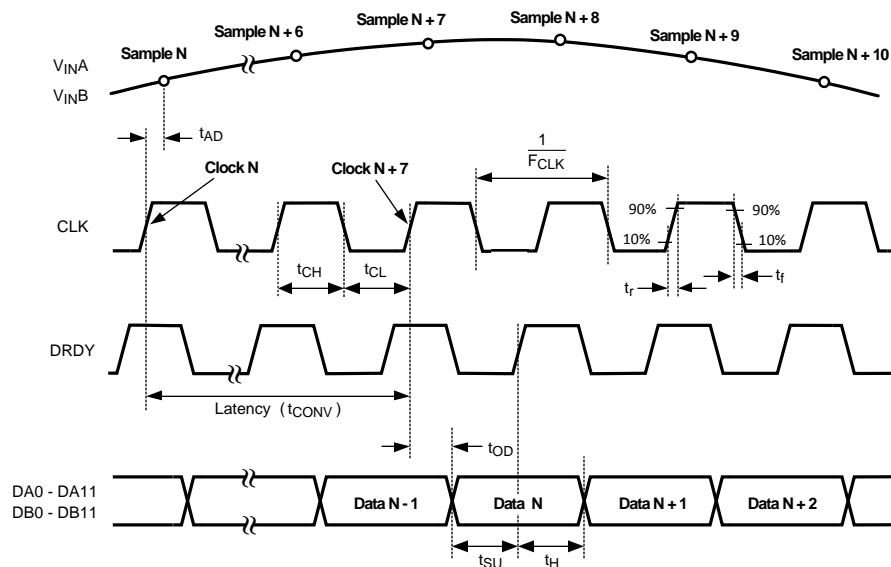 Sample N
Sample N + 6
Sample N + 7
Sample N + 8
Sample N + 9
Sample N + 10
VINA
VINB
tAD
Clock N
Clock N + 7
1
FCLK
CLK
90%
10%
90%
10%
tCH
tCL
tr
tf
DRDY
Latency (tCONV)
tOD
DA0 - DA11
DB0 - DB11
Data N - 1
Data N
Data N + 1
Data N + 2
tSU
tH